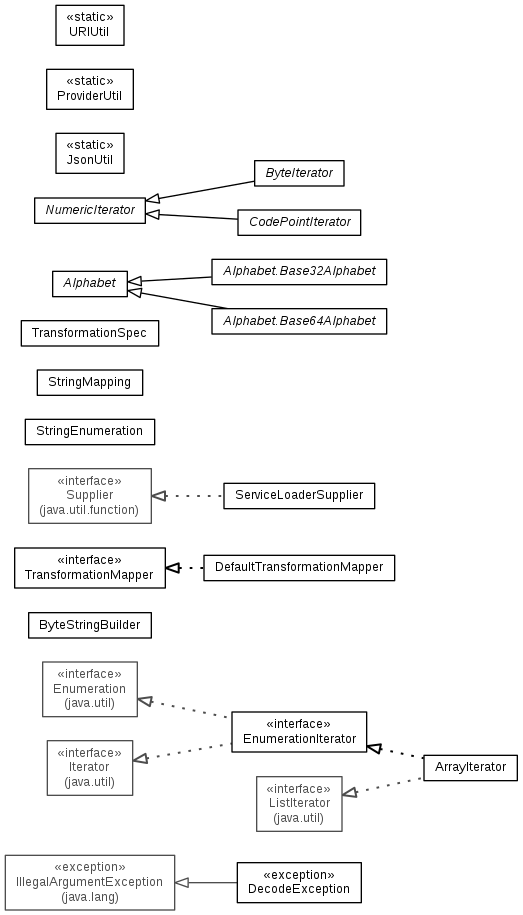 «static»
URIUtil
«static»
ProviderUtil
«static»
JsonUtil
ByteIterator
NumericIterator
CodePointIterator
Alphabet.Base32Alphabet
Alphabet
Alphabet.Base64Alphabet
TransformationSpec
StringMapping
StringEnumeration
«interface»
Supplier
(java.util.function)
ServiceLoaderSupplier
«interface»
TransformationMapper
DefaultTransformationMapper
ByteStringBuilder
«interface»
Enumeration
(java.util)
«interface»
EnumerationIterator
«interface»
Iterator
(java.util)
ArrayIterator
«interface»
ListIterator
(java.util)
«exception»
IllegalArgumentException
(java.lang)
«exception»
DecodeException